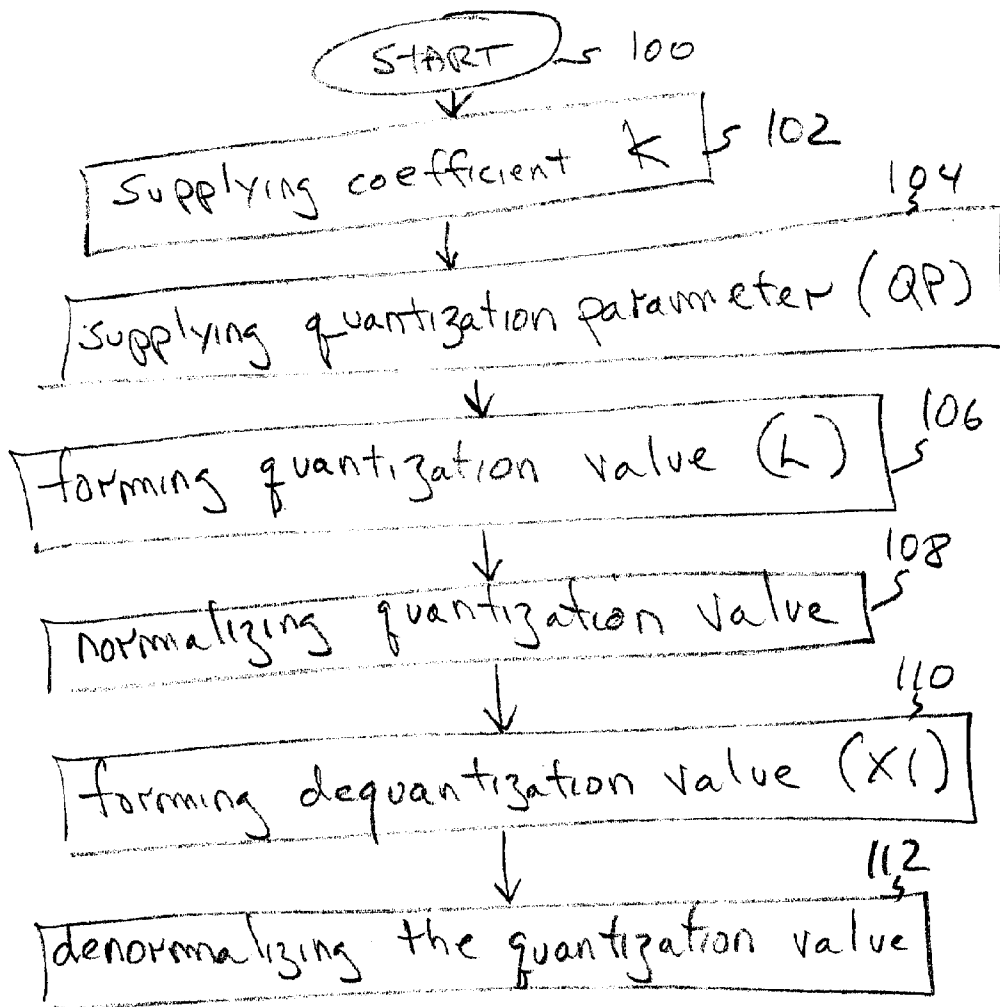 START 100
Supplying coefficient K 102
104
supplying quantization parameter (QP)
106
forming quantization value (L)
108
normalizing quantization value
110
forming dequantization value (X1)
112
denormalizing the quantization value